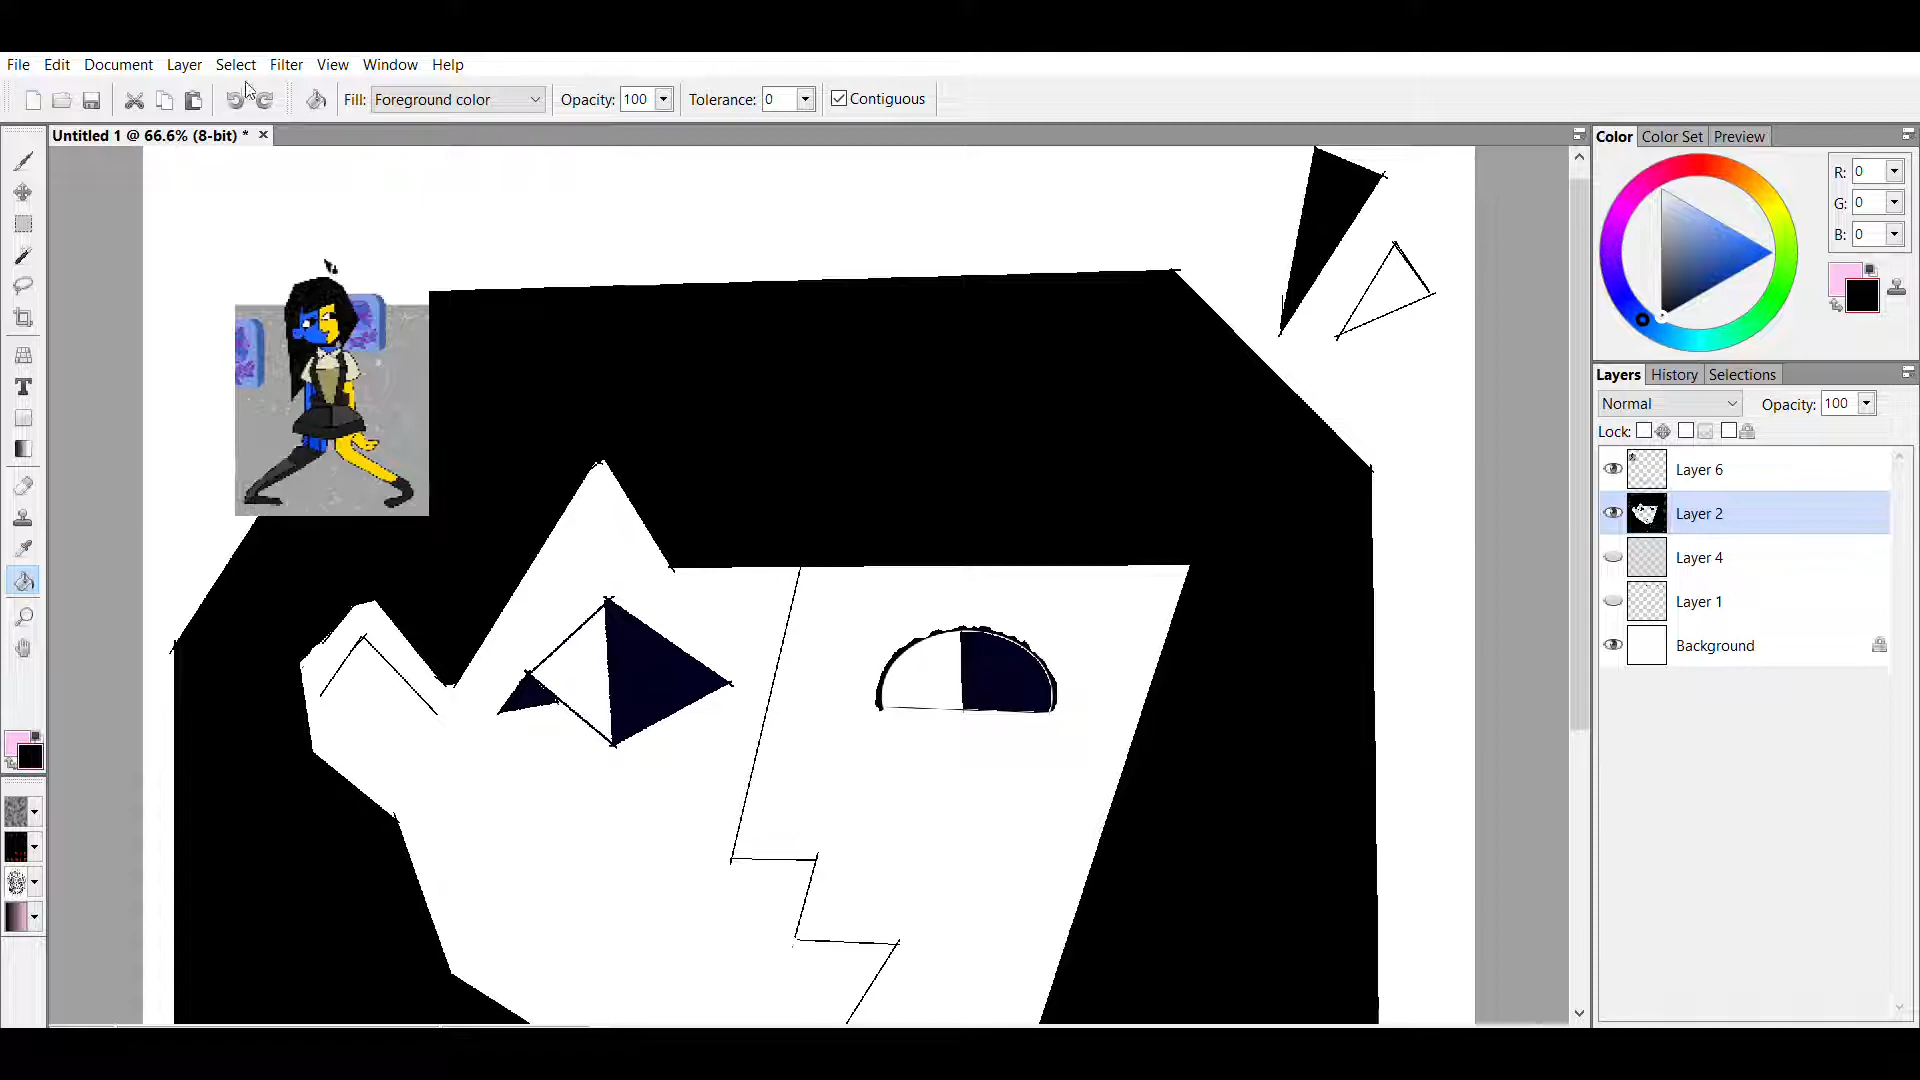 File Edit Document Layer Select Filter View Window Help
Fill: Foreground color Opacity: 100 Tolerance: 0 Contiguous
Untitled 1 @ 66.6% (8-bit) *
Color Color Set Preview
R: 0
G: 0
B: 0
Layers History Selections
Normal Opacity: 100
Lock:
Layer 6
Layer 2
Layer 4
Layer 1
Background
T